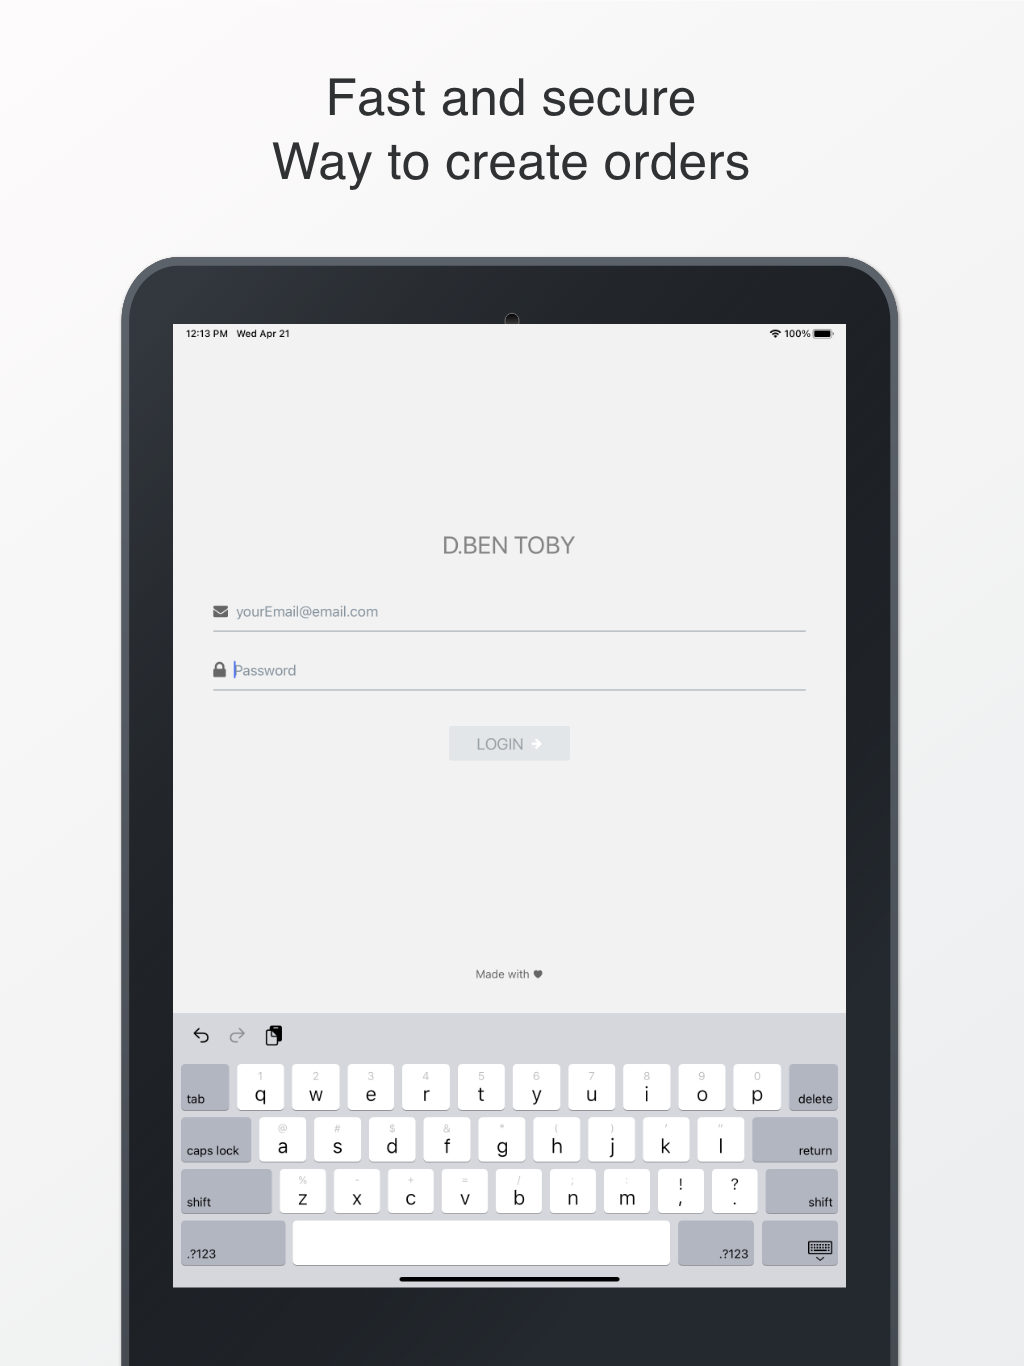 Fast and secure
Way to create orders
12:13 PM Wed Apr 21 100%
D.BEN TOBY
yourEmail@email.com
Password
LOGIN
Made with
1 2 3 4 5 6 7 8 9 0
tab q w e r t y u i o p delete
@ # $ & * ( ) ' "
caps lock a s d f g h j k l return
% - + = / ; : ! ?
shift z x c v b n m , . shift
.?123 .?123